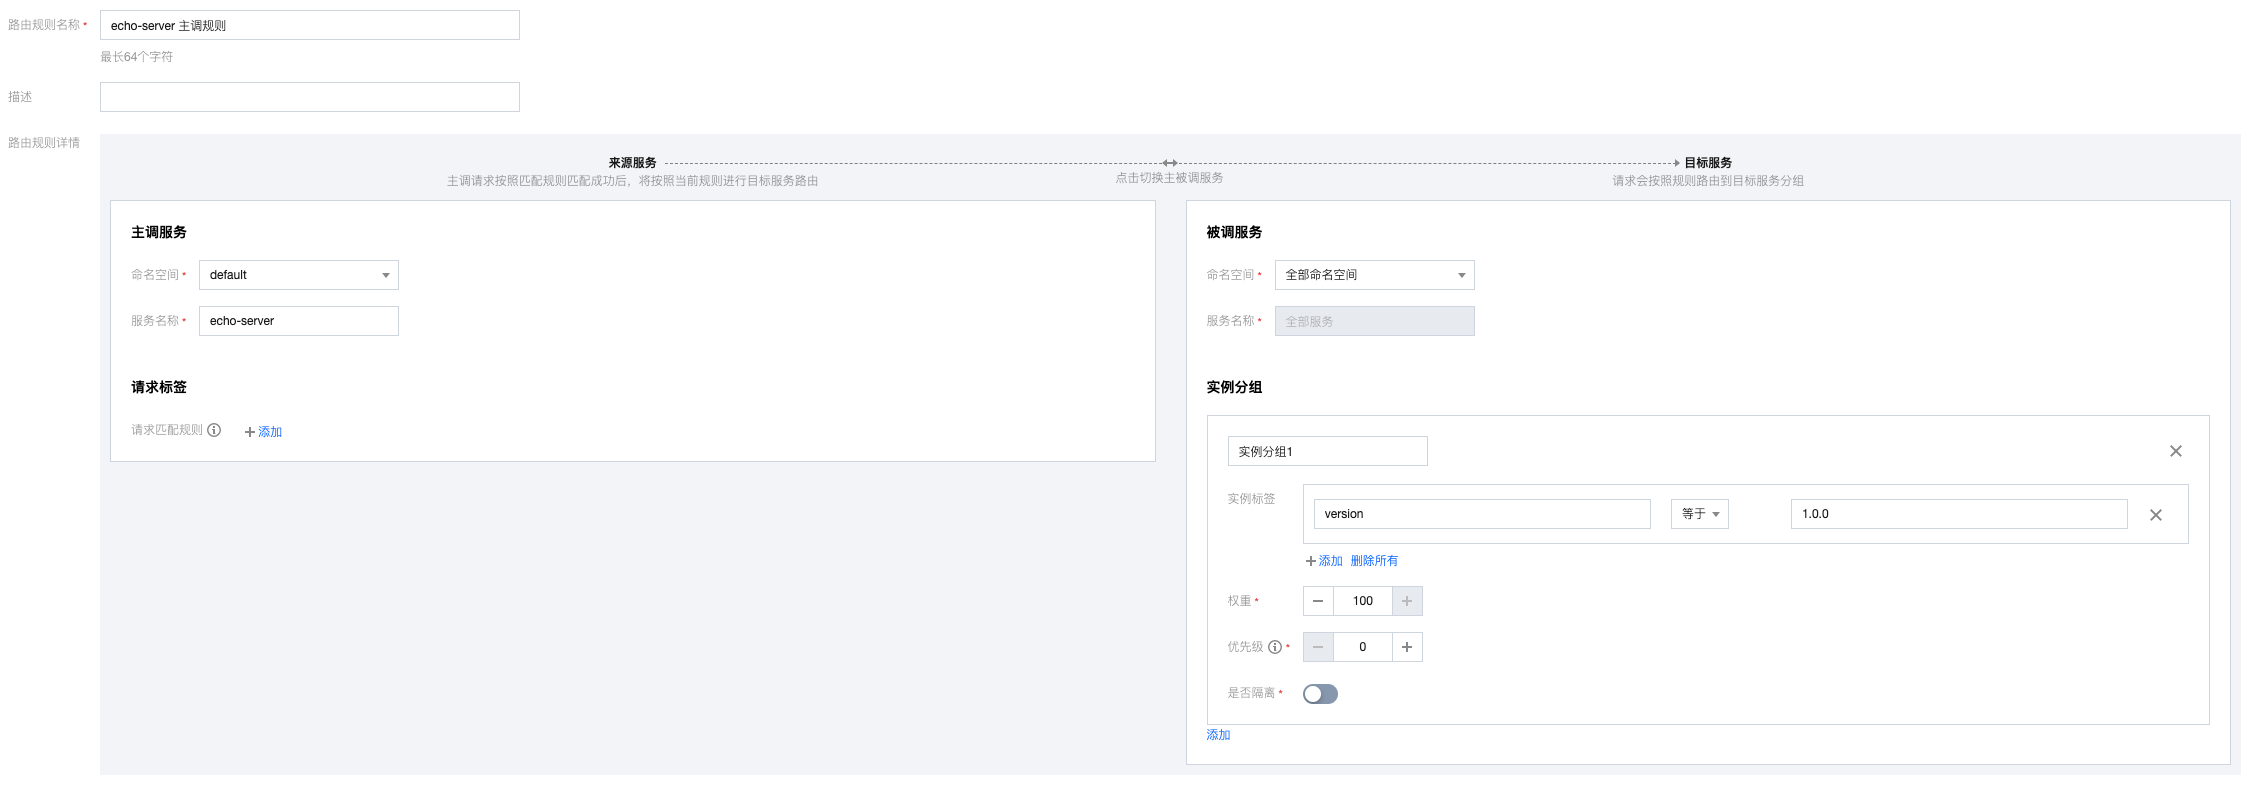 路由规则名称 * echo-server 主调规则
最长64个字符
描述
路由规则详情
来源服务
主调请求按照匹配规则匹配成功后，将按照当前规则进行目标服务路由
点击切换主被调服务
目标服务
请求会按照规则路由到目标服务分组
主调服务
命名空间 * default
服务名称 * echo-server
请求标签
请求匹配规则 添加
被调服务
命名空间 * 全部命名空间
服务名称 * 全部服务
实例分组
实例分组1
实例标签 version 等于 1.0.0
添加 删除所有
权重 * 100
优先级 * 0
是否隔离 *
添加